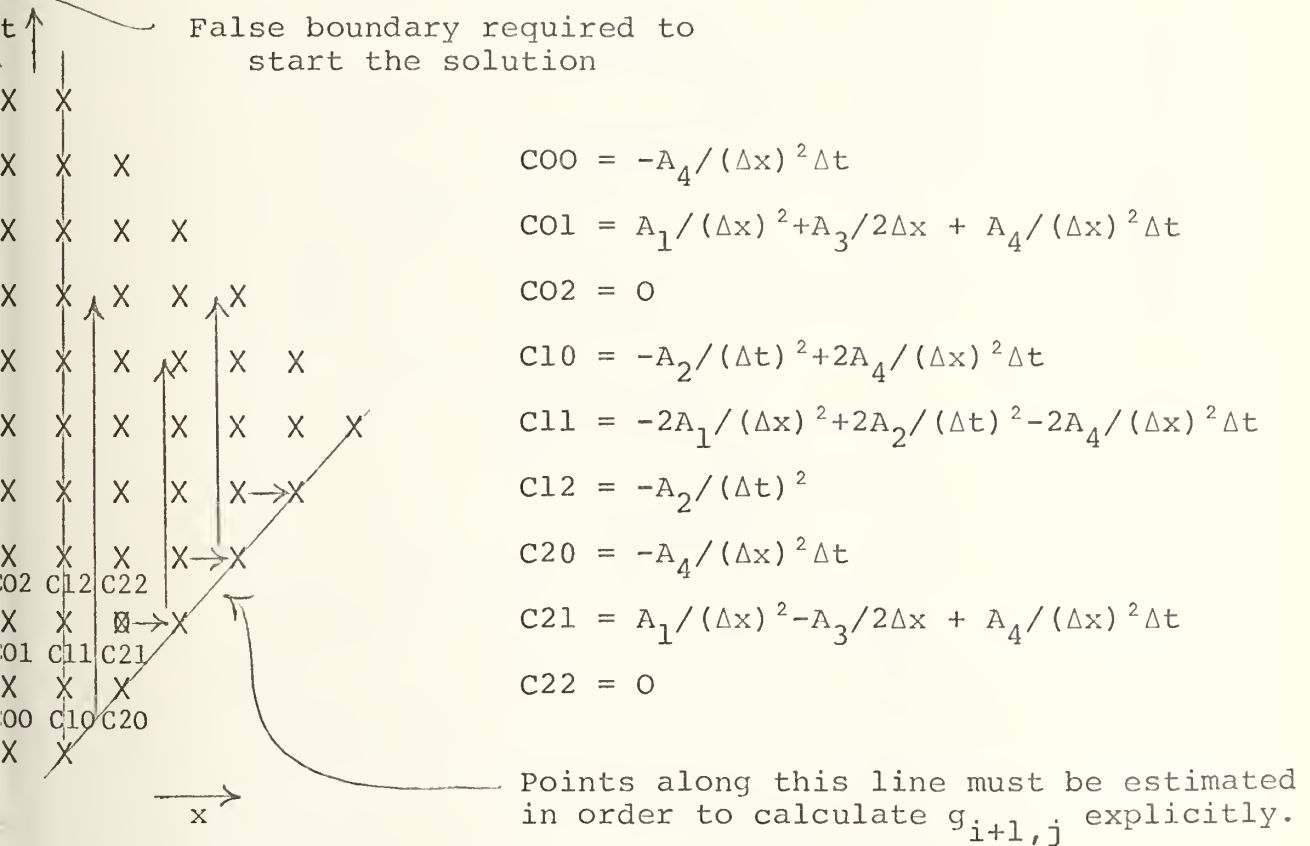 t
False boundary required to
start the solution
X X
X X X
X X X X
X X X X X
X X X X X X
X X X X X X X
X X X X X X
X X X X X
C12 C22
X X X X
C11 C21
X X X
C10 C20
X X
x
C00 = -A₄/(Δx)²Δt
C01 = A₁/(Δx)²+A₃/2Δx + A₄/(Δx)²Δt
C02 = 0
C10 = -A₂/(Δt)²+2A₄/(Δx)²Δt
C11 = -2A₁/(Δx)²+2A₂/(Δt)²-2A₄/(Δx)²Δt
C12 = -A₂/(Δt)²
C20 = -A₄/(Δx)²Δt
C21 = A₁/(Δx)²-A₃/2Δx + A₄/(Δx)²Δt
C22 = 0
Points along this line must be estimated
in order to calculate g_{i+1,j} explicitly.